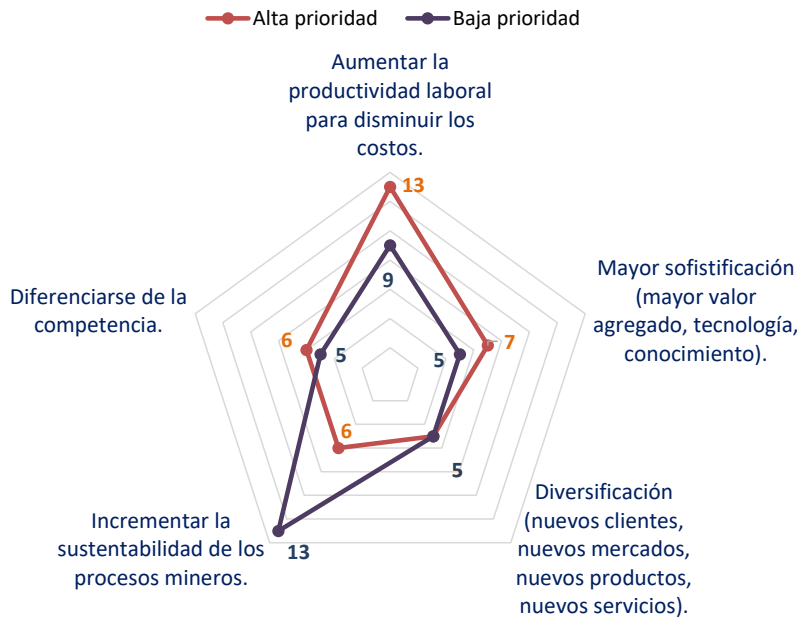 Alta prioridad
Baja prioridad
Aumentar la
productividad laboral
para disminuir los
costos.
13
9
Mayor sofistificación
(mayor valor
agregado, tecnología,
conocimiento).
7
5
Diferenciarse de la
competencia.
6
5
6
5
Incrementar la
sustentabilidad de los
procesos mineros.
13
Diversificación
(nuevos clientes,
nuevos mercados,
nuevos productos,
nuevos servicios).